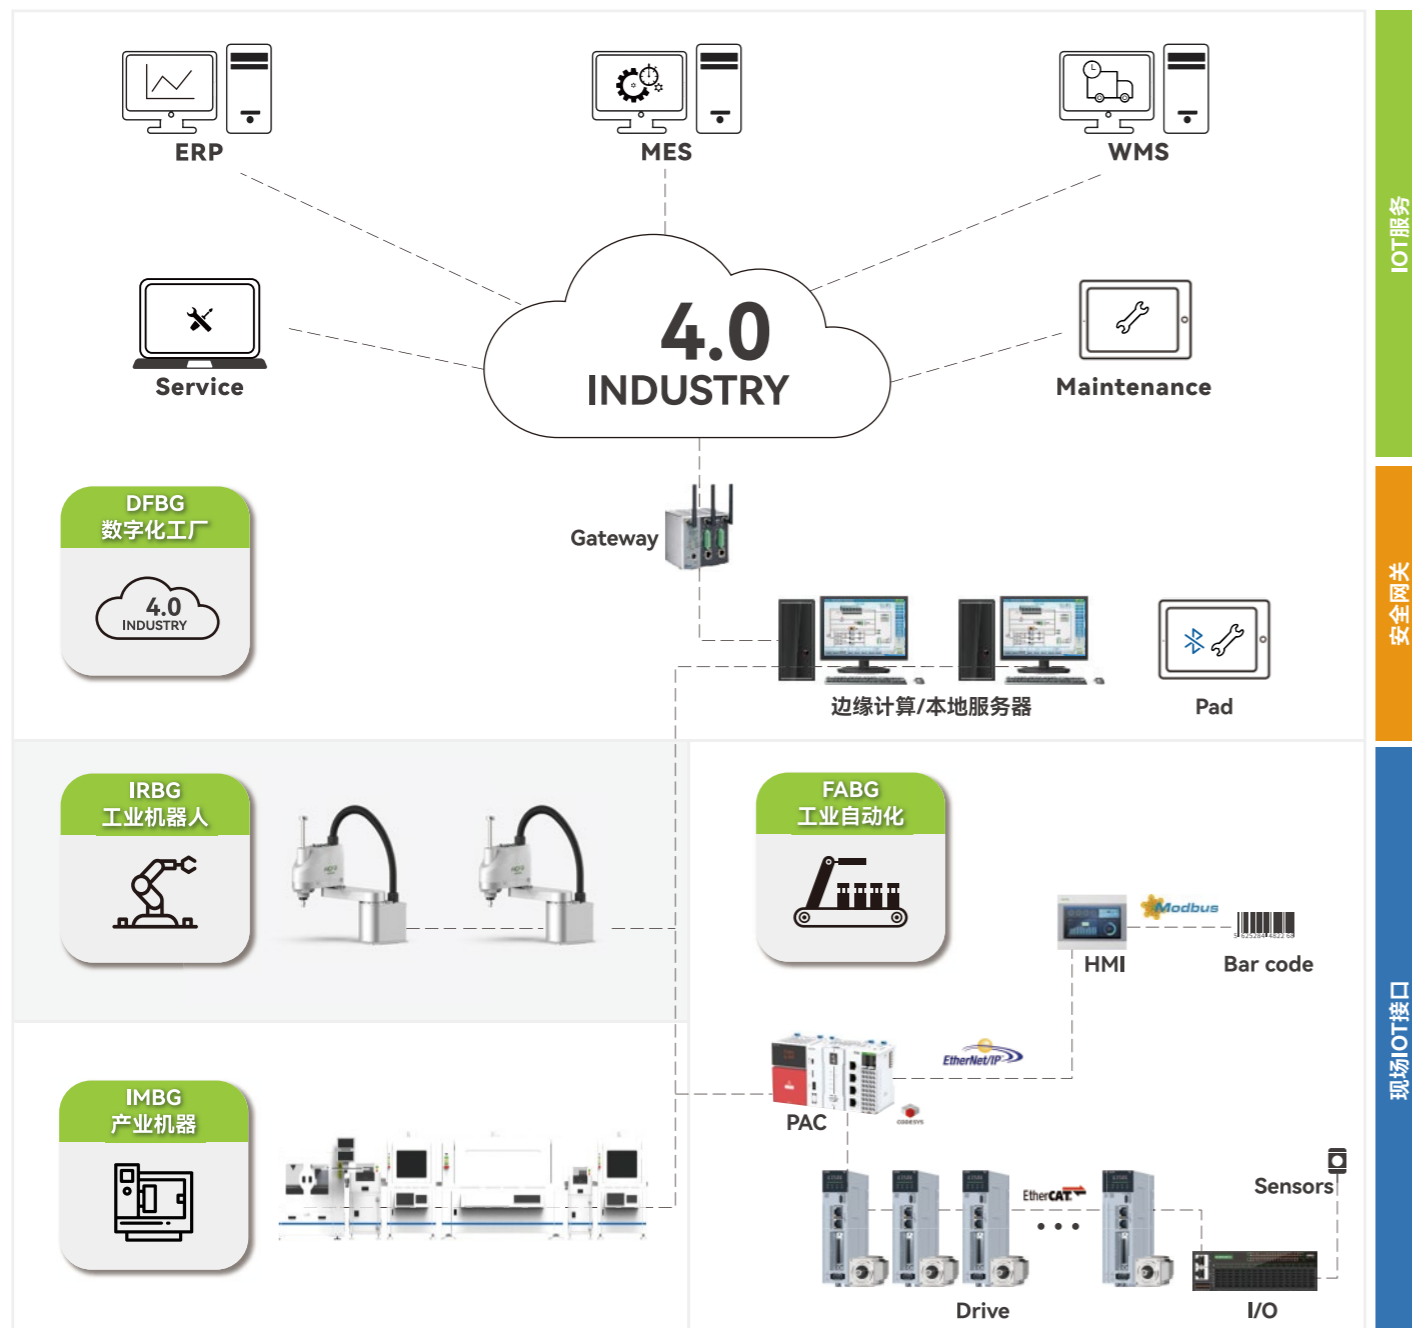 ERP
MES
WMS
IOT服务
4.0
INDUSTRY
Service
Maintenance
DFBG
数字化工厂
4.0
INDUSTRY
Gateway
安全网关
边缘计算/本地服务器
Pad
IRBG
工业机器人
FABG
工业自动化
Modbus
HMI
Bar code
现场IOT接口
EtherNet/IP
PAC
CODESYS
IMBG
产业机器
EtherCAT
Sensors
Drive
I/O